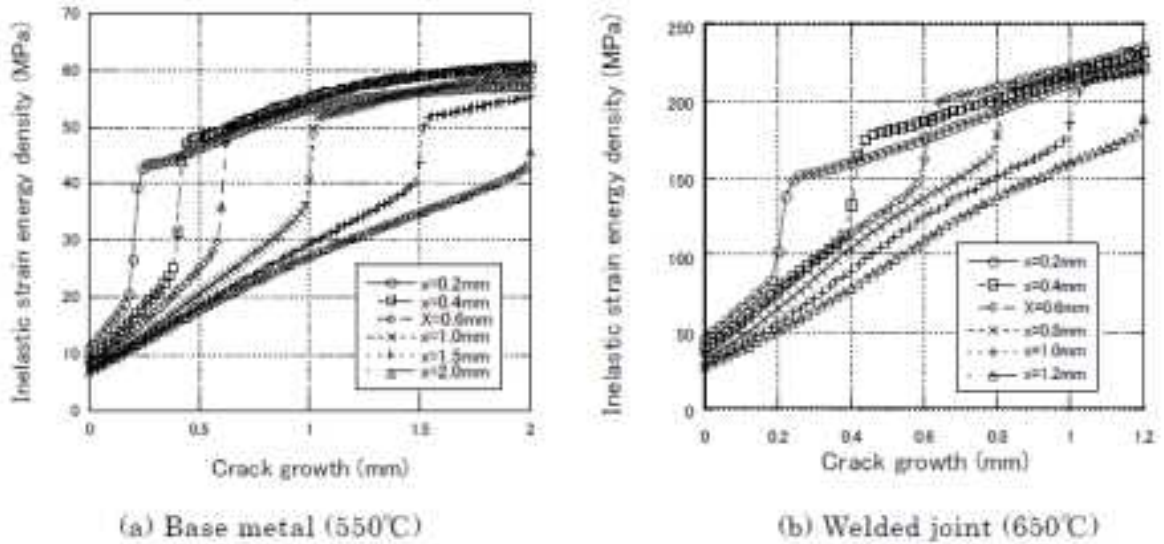 70
60
50
40
30
20
10
0
Inelastic strain energy density (MPa)
x=0.2mm
x=0.4mm
X=0.6mm
x=1.0mm
x=1.5mm
x=2.0mm
0 0.5 1 1.5 2
Crack growth (mm)
(a) Base metal (550℃)
250
200
150
100
50
0
Inelastic strain energy density (MPa)
x=0.2mm
x=0.4mm
X=0.6mm
x=0.8mm
x=1.0mm
x=1.2mm
0 0.2 0.4 0.6 0.8 1 1.2
Crack growth (mm)
(b) Welded joint (650℃)